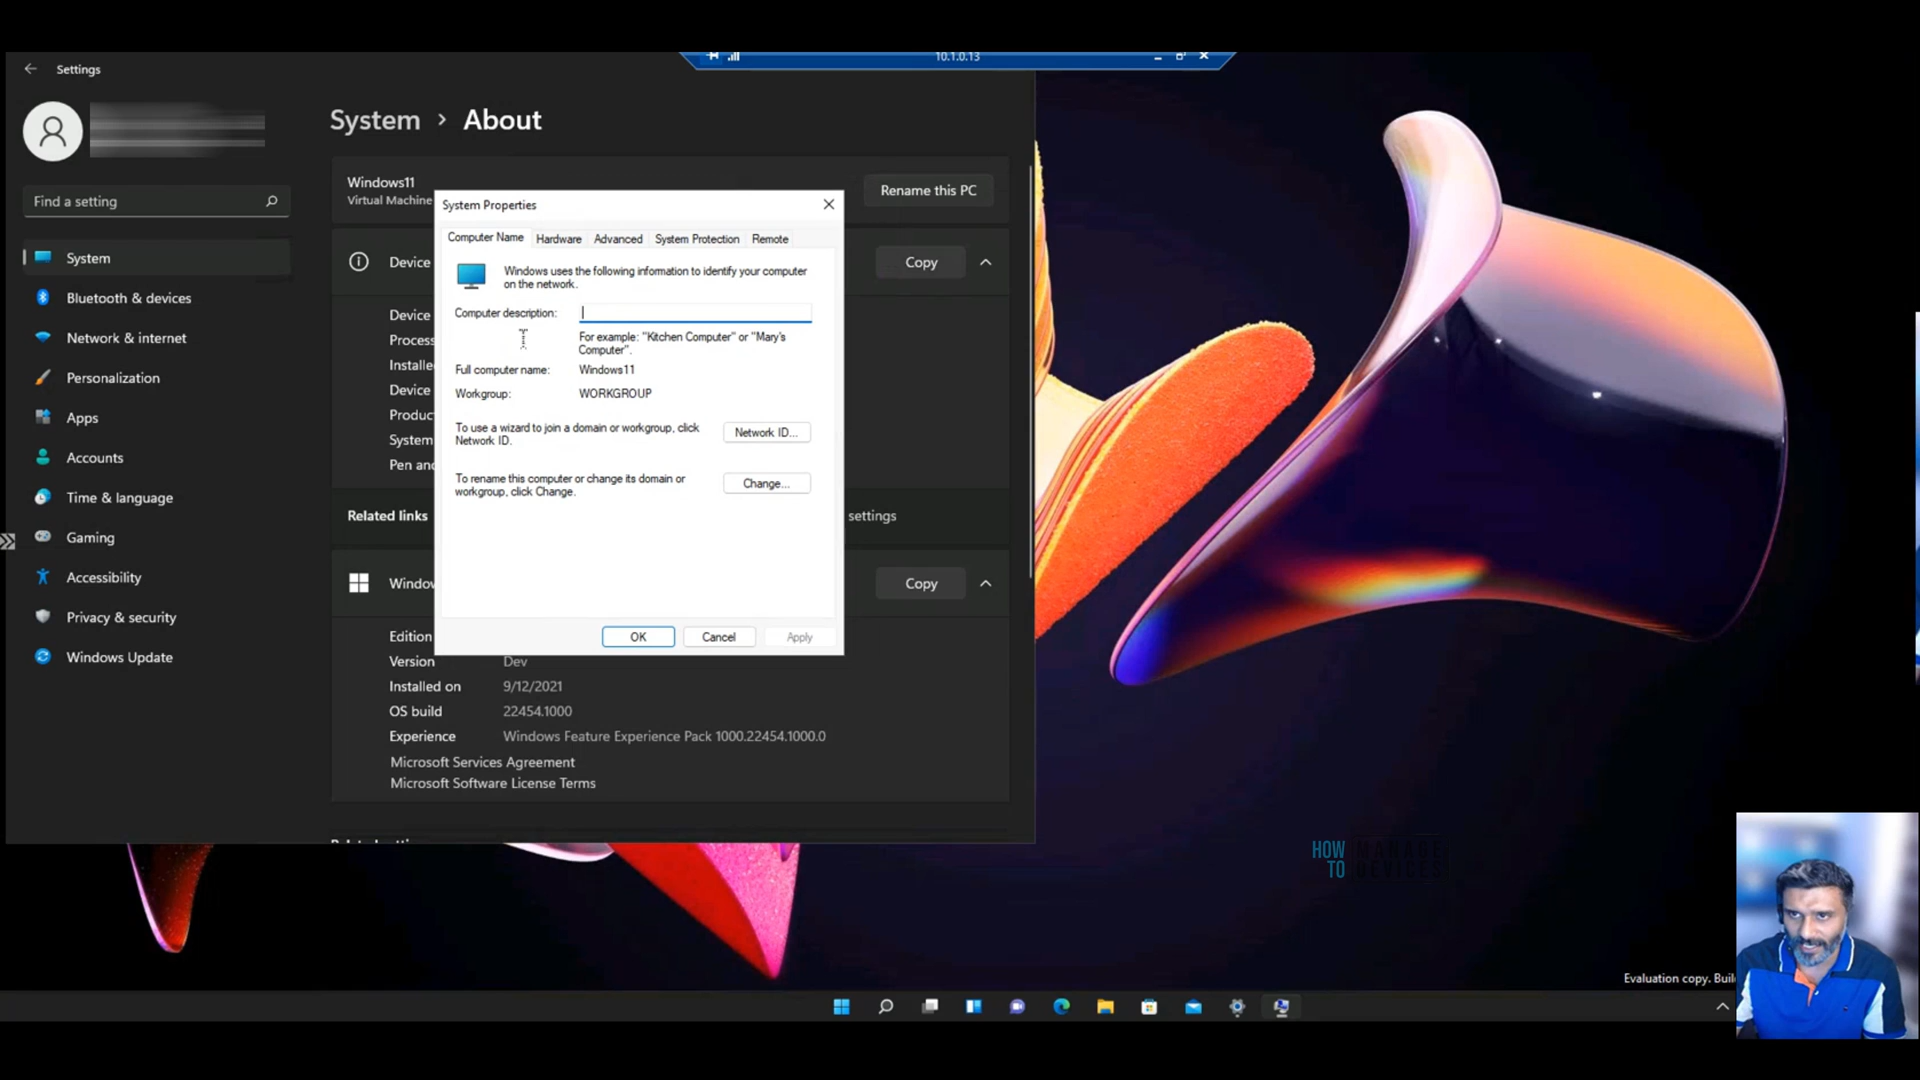 10.1.0.13
Settings
System > About
Windows11
Virtual Machine
Rename this PC
Find a setting
System
Bluetooth & devices
Network & internet
Personalization
Apps
Accounts
Time & language
Gaming
Accessibility
Privacy & security
Windows Update
Device
Copy
Device
Process
Installe
Device
Produc
System
Pen and
Related links
settings
Window
Copy
Edition
Version Dev
Installed on 9/12/2021
OS build 22454.1000
Experience Windows Feature Experience Pack 1000.22454.1000.0
Microsoft Services Agreement
Microsoft Software License Terms
System Properties
Computer Name Hardware Advanced System Protection Remote
Windows uses the following information to identify your computer
on the network.
Computer description:
For example: "Kitchen Computer" or "Mary's
Computer".
Full computer name: Windows11
Workgroup: WORKGROUP
To use a wizard to join a domain or workgroup, click
Network ID.
Network ID...
To rename this computer or change its domain or
workgroup, click Change.
Change...
OK Cancel Apply
HOW MANAGE
TO DEVICES
Evaluation copy. Buil